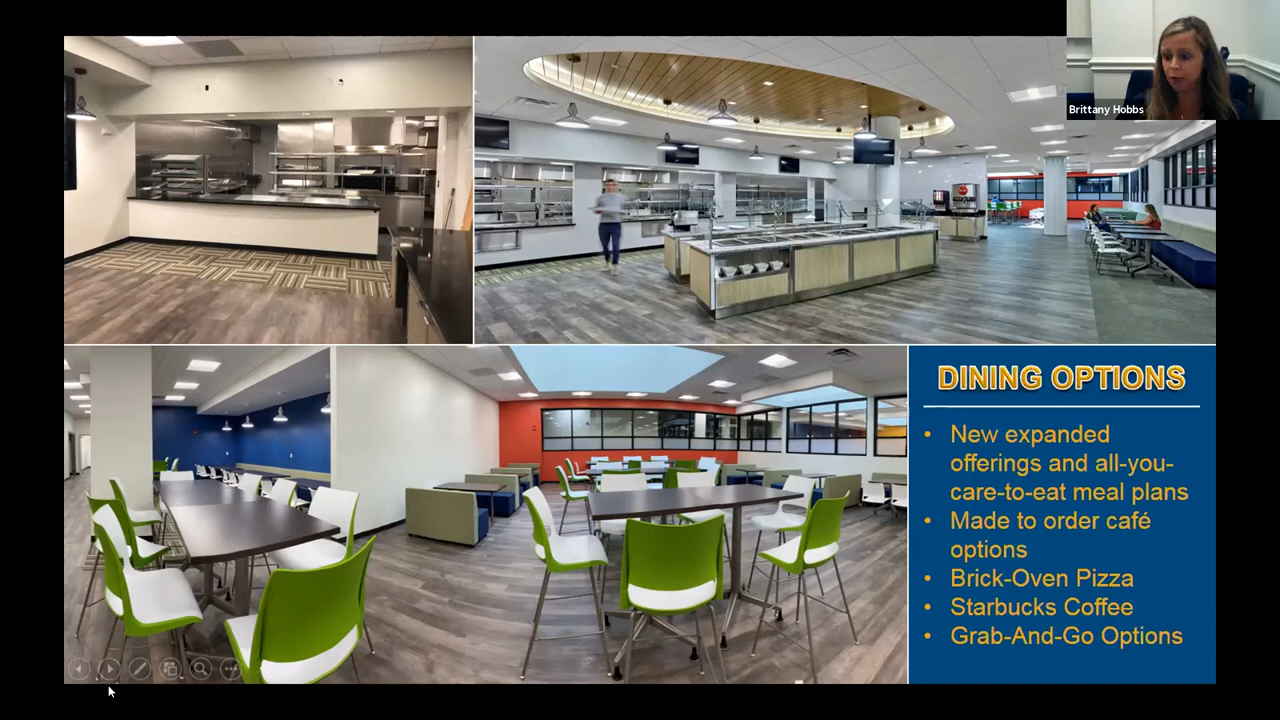 Brittany Hobbs
DINING OPTIONS
• New expanded
offerings and all-you-
care-to-eat meal plans
• Made to order café
options
• Brick-Oven Pizza
• Starbucks Coffee
• Grab-And-Go Options